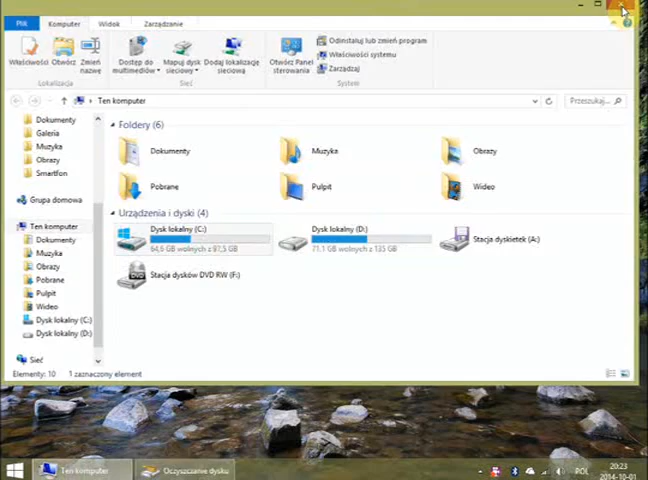 Plik Komputer Widok Zarządzanie
Właściwości Otwórz Zmień nazwę
Dostęp do multimediów Mapuj dysk sieciowy Dodaj lokalizację sieciową
Otwórz Panel sterowania
Odinstaluj lub zmień program
Właściwości systemu
Zarządzaj
Lokalizacja Sieć System
Ten komputer
Przeszukaj...
Dokumenty
Galeria
Muzyka
Obrazy
Smartfon
Grupa domowa
Ten komputer
Dokumenty
Muzyka
Obrazy
Pobrane
Pulpit
Wideo
Dysk lokalny (C:)
Dysk lokalny (D:)
Sieć
Foldery (6)
Dokumenty Muzyka Obrazy
Pobrane Pulpit Wideo
Urządzenia i dyski (4)
Dysk lokalny (C:)
64,6 GB wolnych z 97,5 GB
Dysk lokalny (D:)
71,1 GB wolnych z 135 GB
Stacja dyskietek (A:)
DVD
Stacja dysków DVD RW (F:)
Elementy: 10 1 zaznaczony element
Ten komputer Oczyszczanie dysku
POL
20:23
2014-10-01